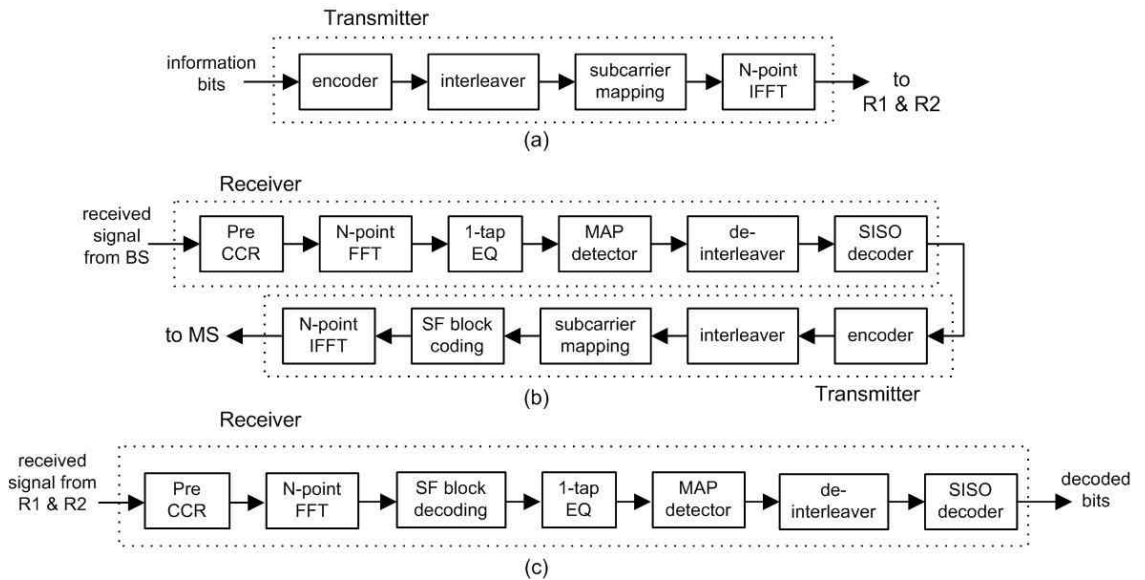 Transmitter
information
bits
encoder
interleaver
subcarrier
mapping
N-point
IFFT
to
R1 & R2
(a)
Receiver
received
signal
from BS
Pre
CCR
N-point
FFT
1-tap
EQ
MAP
detector
de-
interleaver
SISO
decoder
to MS
N-point
IFFT
SF block
coding
subcarrier
mapping
interleaver
encoder
Transmitter
(b)
Receiver
received
signal from
R1 & R2
Pre
CCR
N-point
FFT
SF block
decoding
1-tap
EQ
MAP
detector
de-
interleaver
SISO
decoder
decoded
bits
(c)